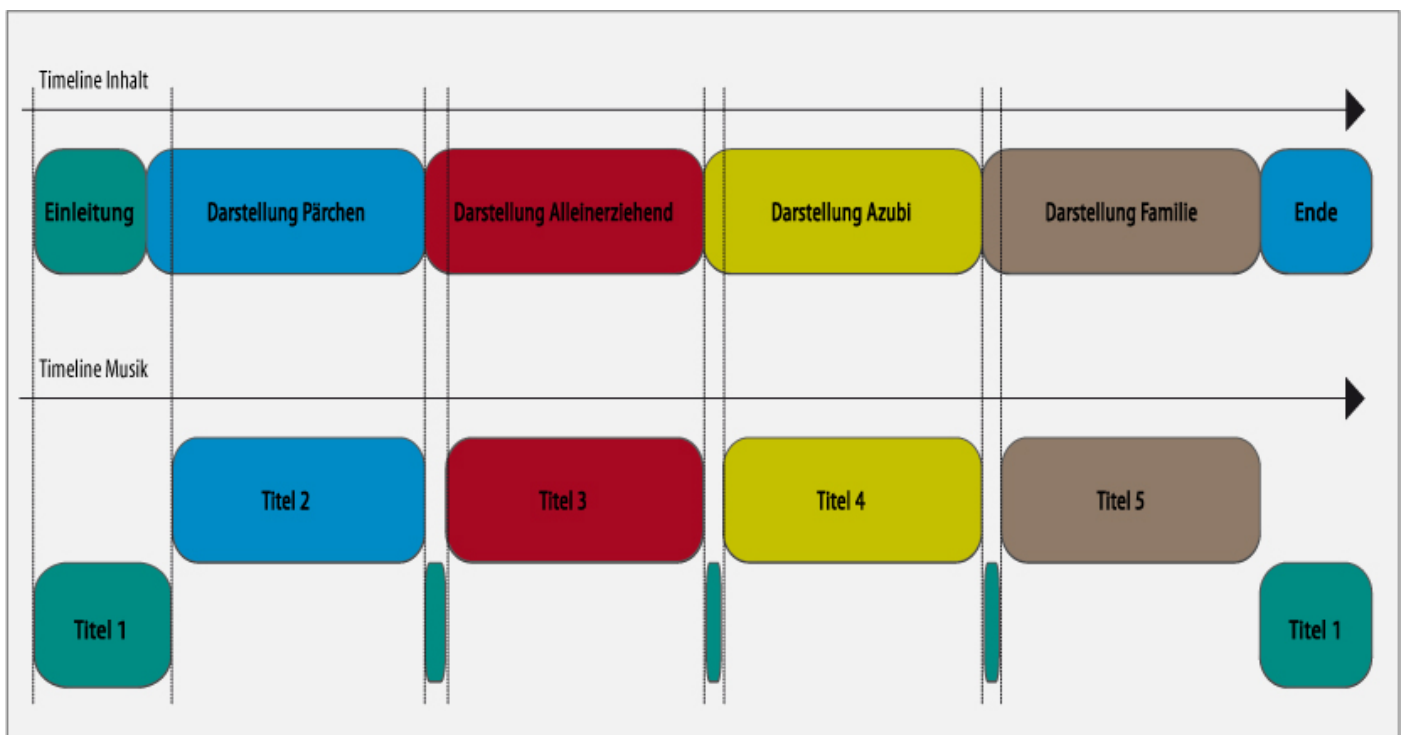 Timeline Inhalt
Einleitung
Darstellung Pärchen
Darstellung Alleinerziehend
Darstellung Azubi
Darstellung Familie
Ende
Timeline Musik
Titel 2
Titel 3
Titel 4
Titel 5
Titel 1
Titel 1